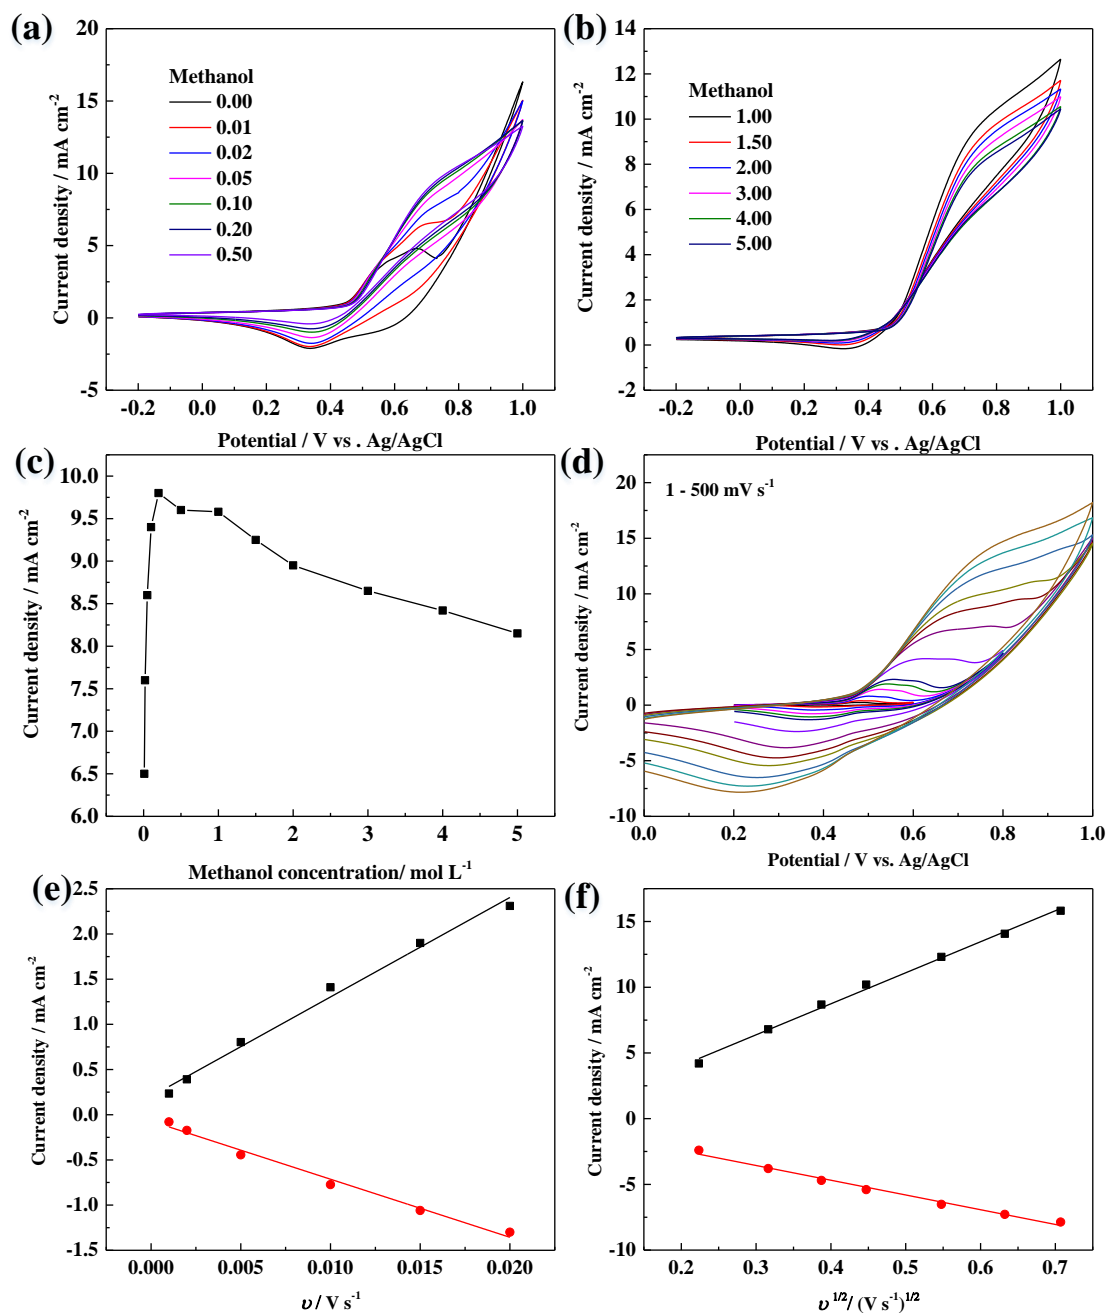 (a)
20
15
10
5
0
-5
Current density / mA cm-2
Methanol
0.00
0.01
0.02
0.05
0.10
0.20
0.50
-0.2 0.0 0.2 0.4 0.6 0.8 1.0
Potential / V vs . Ag/AgCl
(b)
14
12
10
8
6
4
2
0
-2
Current density / mA cm-2
Methanol
1.00
1.50
2.00
3.00
4.00
5.00
-0.2 0.0 0.2 0.4 0.6 0.8 1.0
Potential / V vs . Ag/AgCl
(c)
10.0
9.5
9.0
8.5
8.0
7.5
7.0
6.5
6.0
Current density / mA cm-2
0 1 2 3 4 5
Methanol concentration/ mol L-1
(d)
20
15
10
5
0
-5
-10
Current density / mA cm-2
1 - 500 mV s-1
0.0 0.2 0.4 0.6 0.8 1.0
Potential / V vs. Ag/AgCl
(e)
2.5
2.0
1.5
1.0
0.5
0.0
-0.5
-1.0
-1.5
Current density / mA cm-2
0.000 0.005 0.010 0.015 0.020
υ / V s-1
(f)
15
10
5
0
-5
-10
Current density / mA cm-2
0.2 0.3 0.4 0.5 0.6 0.7
υ 1/2/ (V s-1)1/2